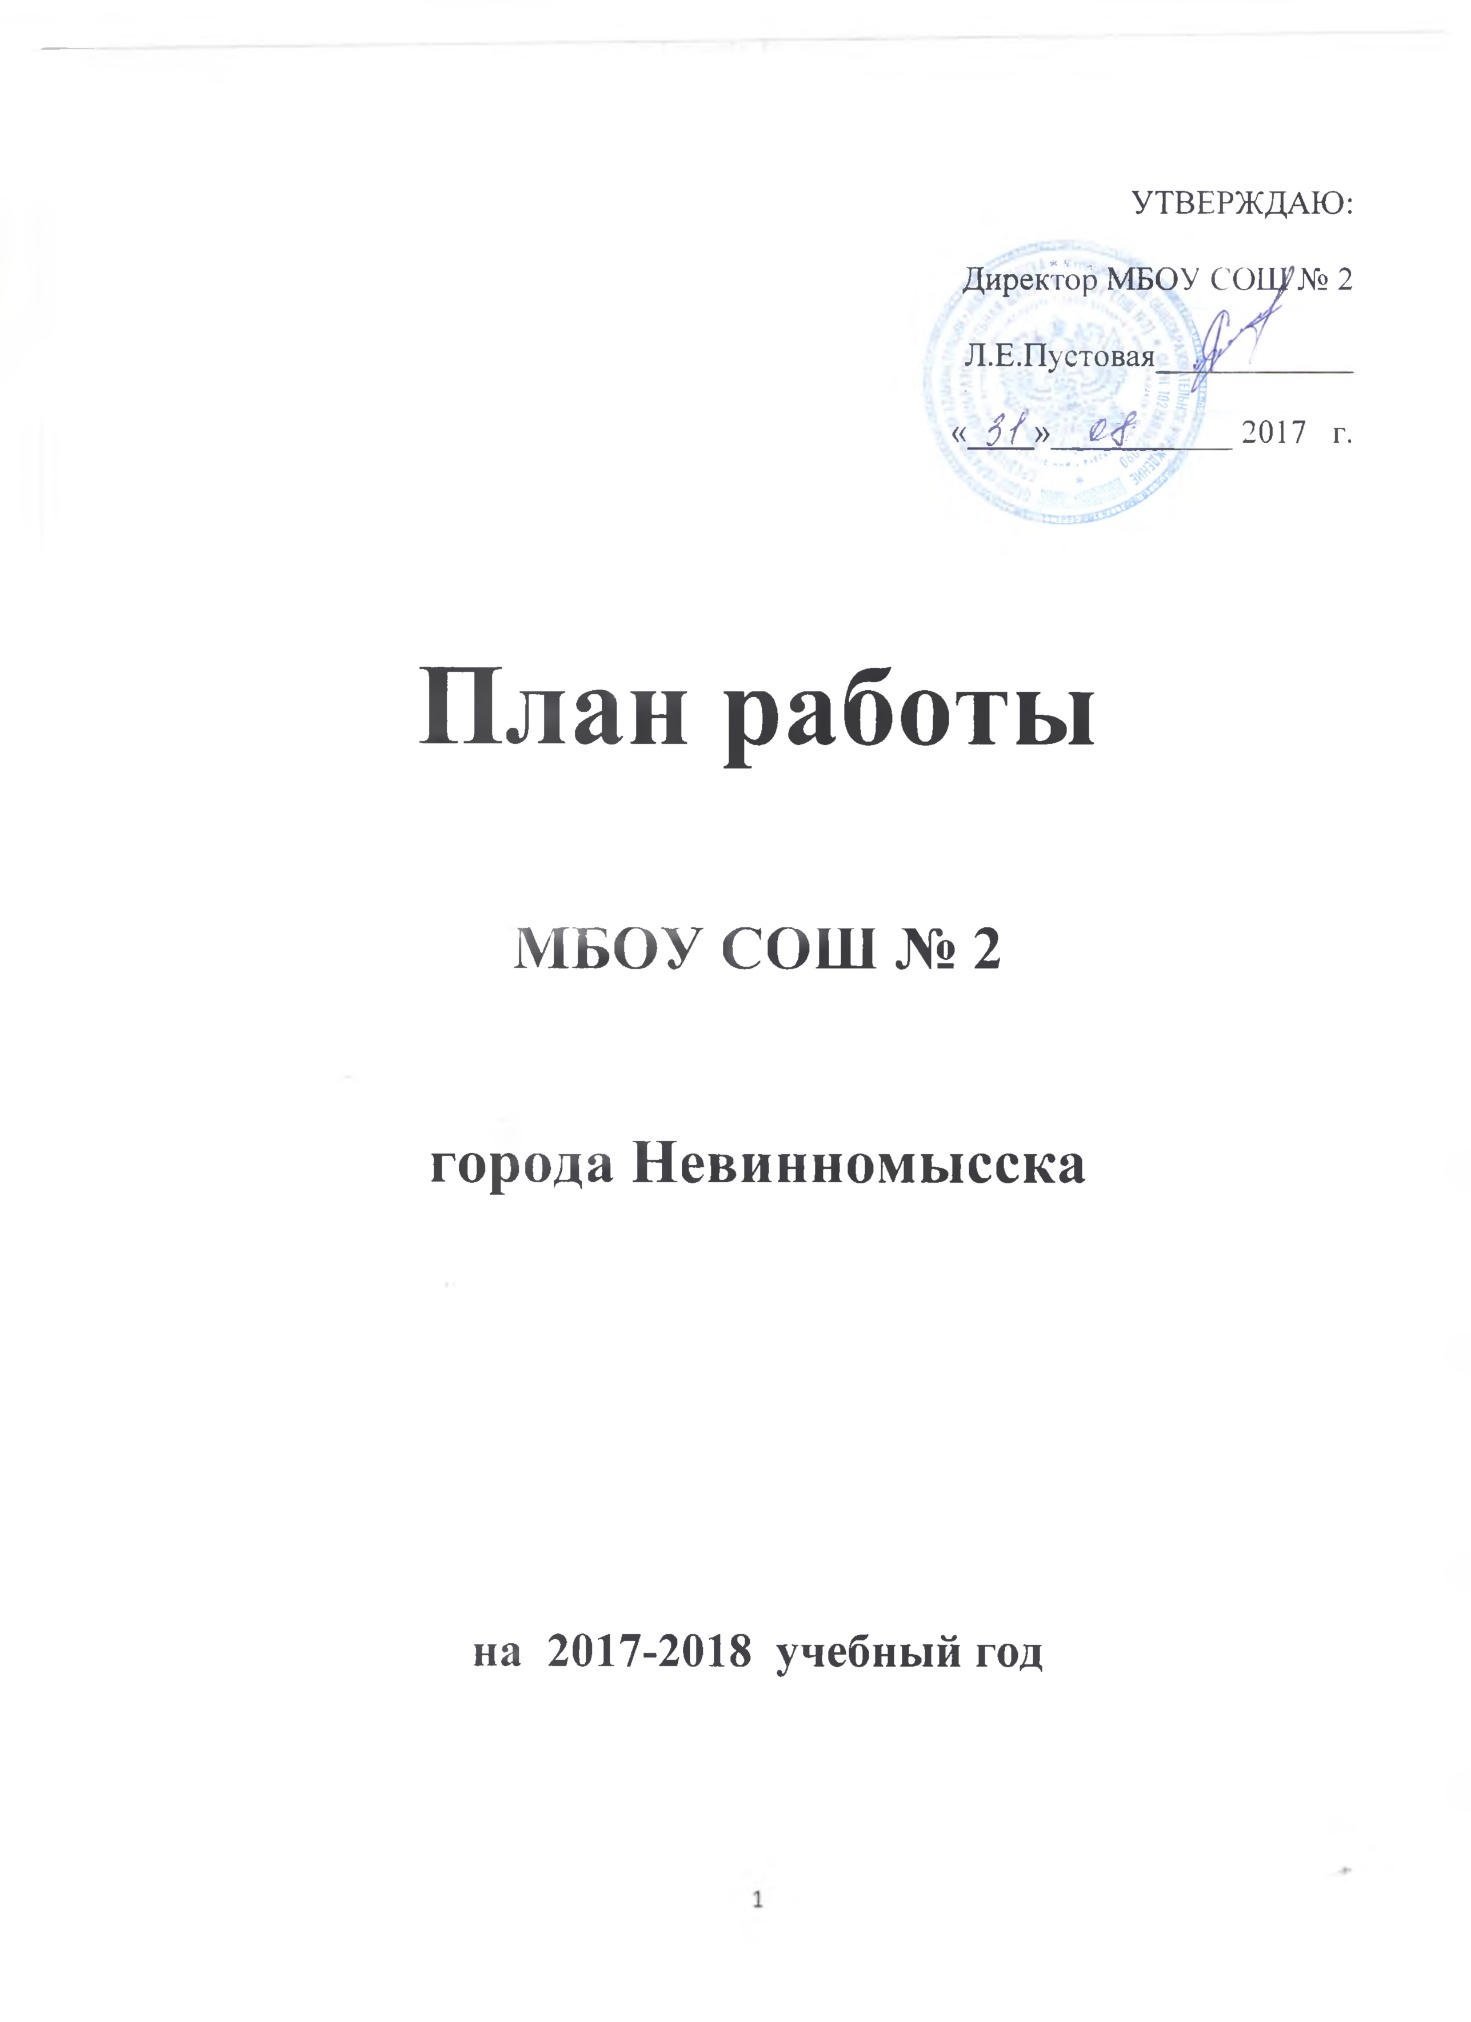 УТВЕРЖДАЮ:
Директор МБОУ СОШ № 2
Л.Е.Пустовая____________
« 31 » 08 2017 г.
План работы
МБОУ СОШ № 2
города Невинномысска
на 2017-2018 учебный год
1